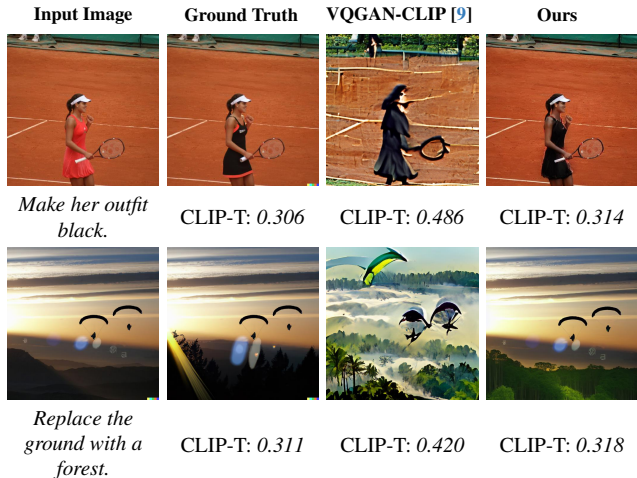 Input Image Ground Truth VQGAN-CLIP [9] Ours
Make her outfit
black.
CLIP-T: 0.306 CLIP-T: 0.486 CLIP-T: 0.314
Replace the
ground with a
forest.
CLIP-T: 0.311 CLIP-T: 0.420 CLIP-T: 0.318